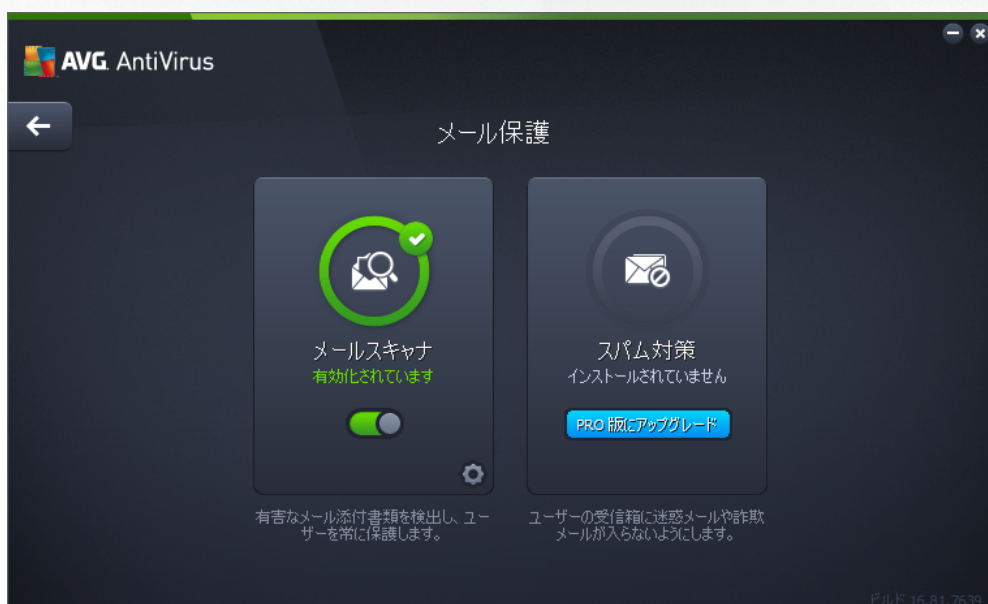 AVG. AntiVirus
メール保護
メールスキャナ
有効化されています
有害なメール添付書類を検出し、ユー
ザーを常に保護します。
スパム対策
インストールされていません
PRO 版にアップグレード
ユーザーの受信箱に迷惑メールや詐欺
メールが入らないようにします。
ビルド 16.81.7639